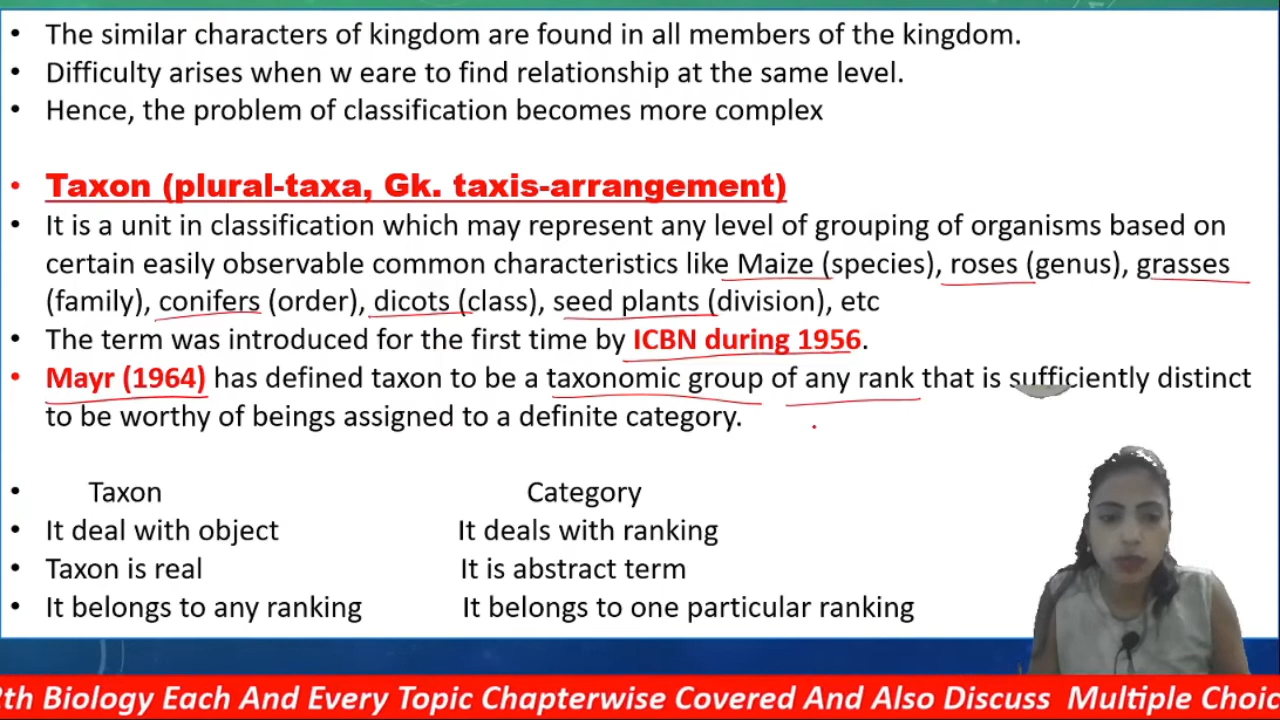 • The similar characters of kingdom are found in all members of the kingdom.
• Difficulty arises when w eare to find relationship at the same level.
• Hence, the problem of classification becomes more complex
• Taxon (plural-taxa, Gk. taxis-arrangement)
• It is a unit in classification which may represent any level of grouping of organisms based on
certain easily observable common characteristics like Maize (species), roses (genus), grasses
(family), conifers (order), dicots (class), seed plants (division), etc
• The term was introduced for the first time by ICBN during 1956.
• Mayr (1964) has defined taxon to be a taxonomic group of any rank that is sufficiently distinct
to be worthy of beings assigned to a definite category.
• Taxon Category
• It deal with object It deals with ranking
• Taxon is real It is abstract term
• It belongs to any ranking It belongs to one particular ranking
th Biology Each And Every Topic Chapterwise Covered And Also Discuss Multiple Choic